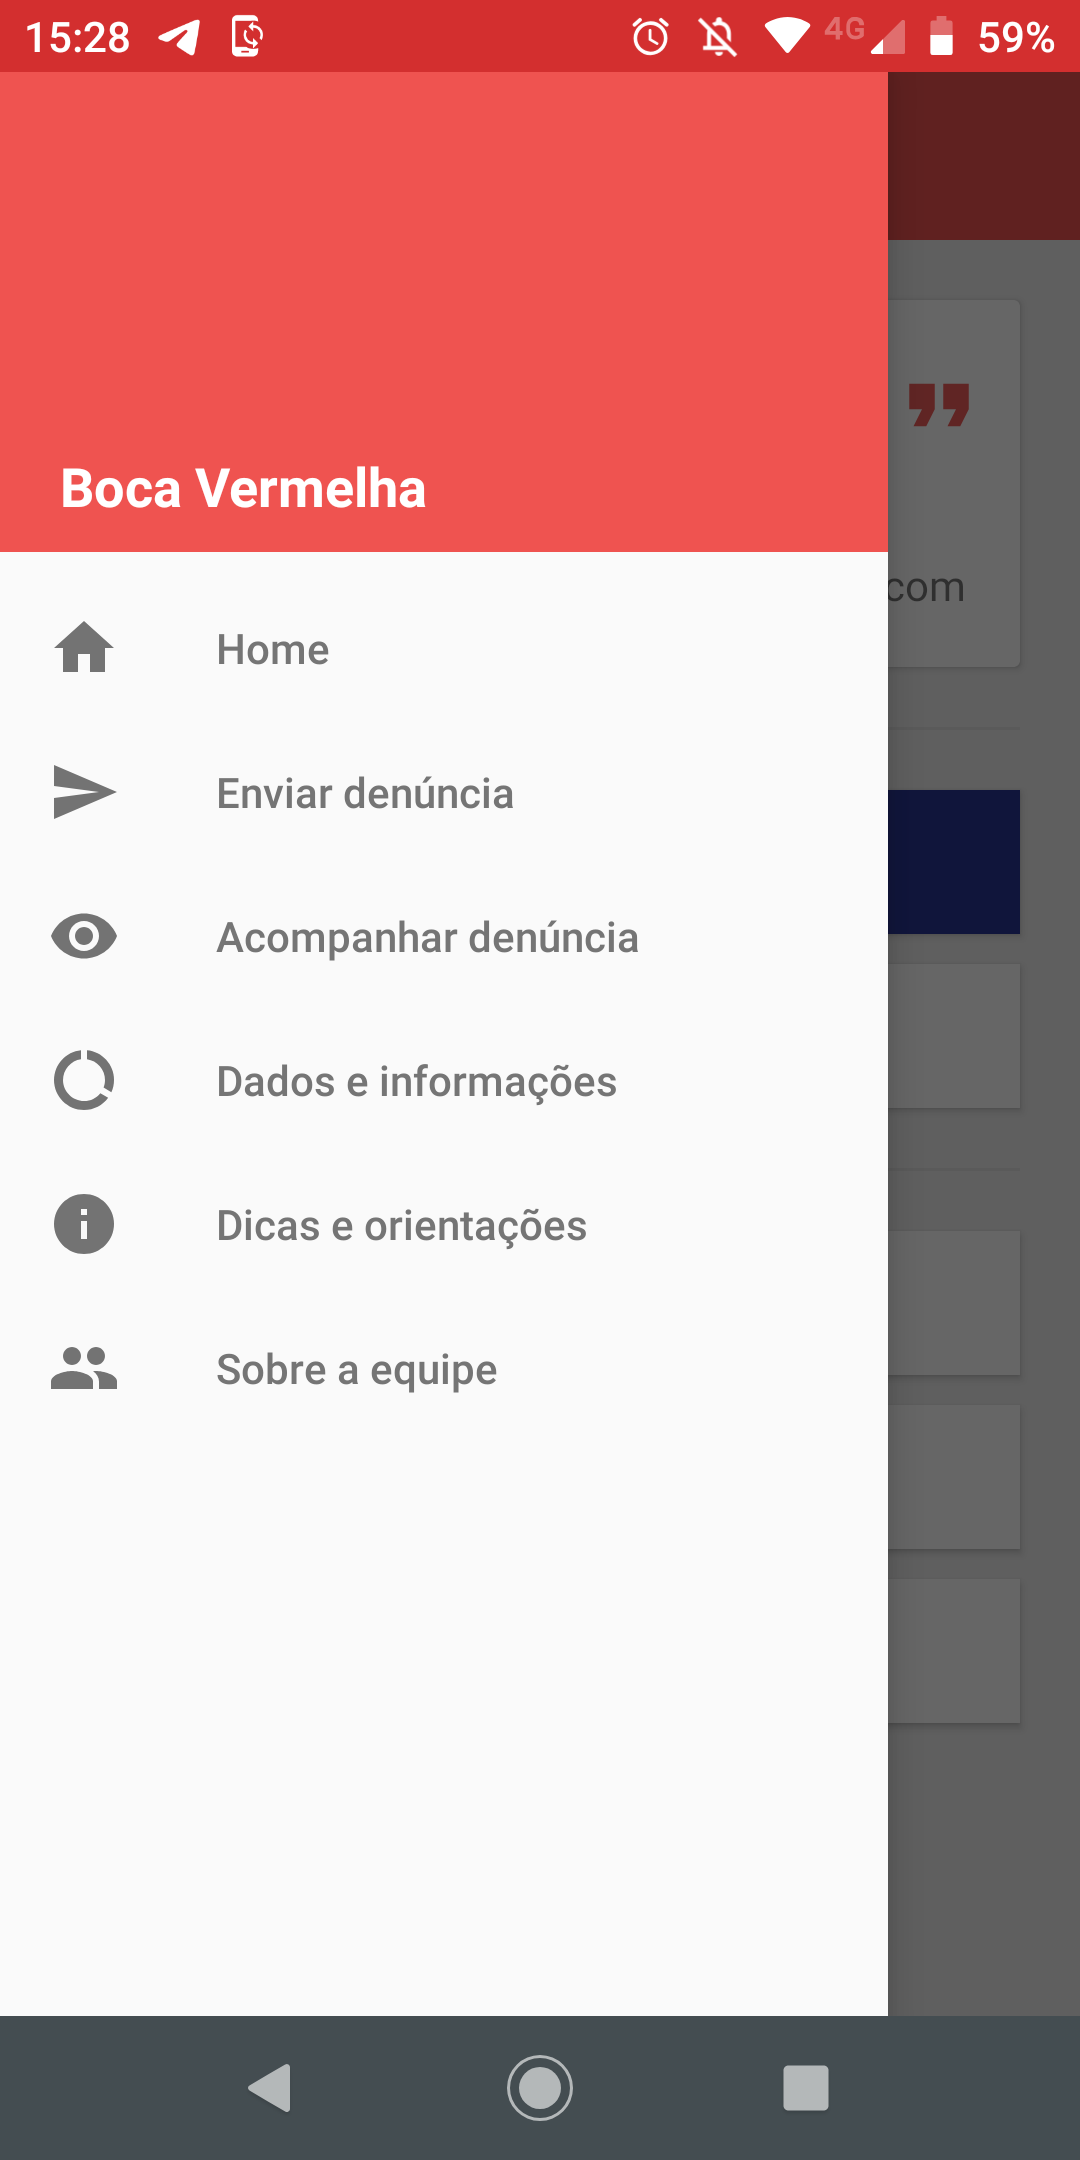 15:28 4G 59%
Boca Vermelha
com
Home
Enviar denúncia
Acompanhar denúncia
Dados e informações
Dicas e orientações
Sobre a equipe